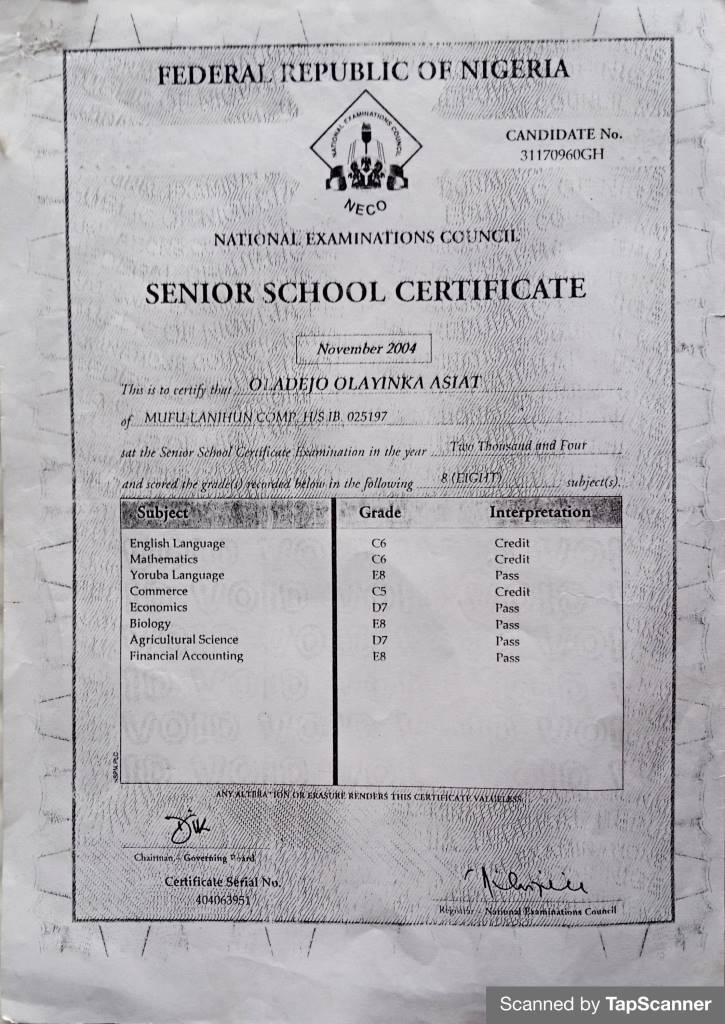 FEDERAL REPUBLIC OF NIGERIA
NATIONAL EXAMINATIONS COUNCIL
NECO
CANDIDATE No.
31170960GH
NATIONAL EXAMINATIONS COUNCIL
SENIOR SCHOOL CERTIFICATE
November 2004
This is to certify that OLADEJO OLAYINKA ASIAT
of MUFU-LANIHUN COMP. H/S IB. 025197
sat the Senior School Certificate Examination in the year Two Thousand and Four
and scored the grade(s) recorded below in the following 8 (EIGHT) subject(s).
Subject Grade Interpretation
English Language C6 Credit
Mathematics C6 Credit
Yoruba Language E8 Pass
Commerce C5 Credit
Economics D7 Pass
Biology E8 Pass
Agricultural Science D7 Pass
Financial Accounting E8 Pass
ANY ALTERATION OR ERASURE RENDERS THIS CERTIFICATE VALUELESS
Chairman, Governing Board
Certificate Serial No.
404063951
Registrar - National Examinations Council
Scanned by TapScanner